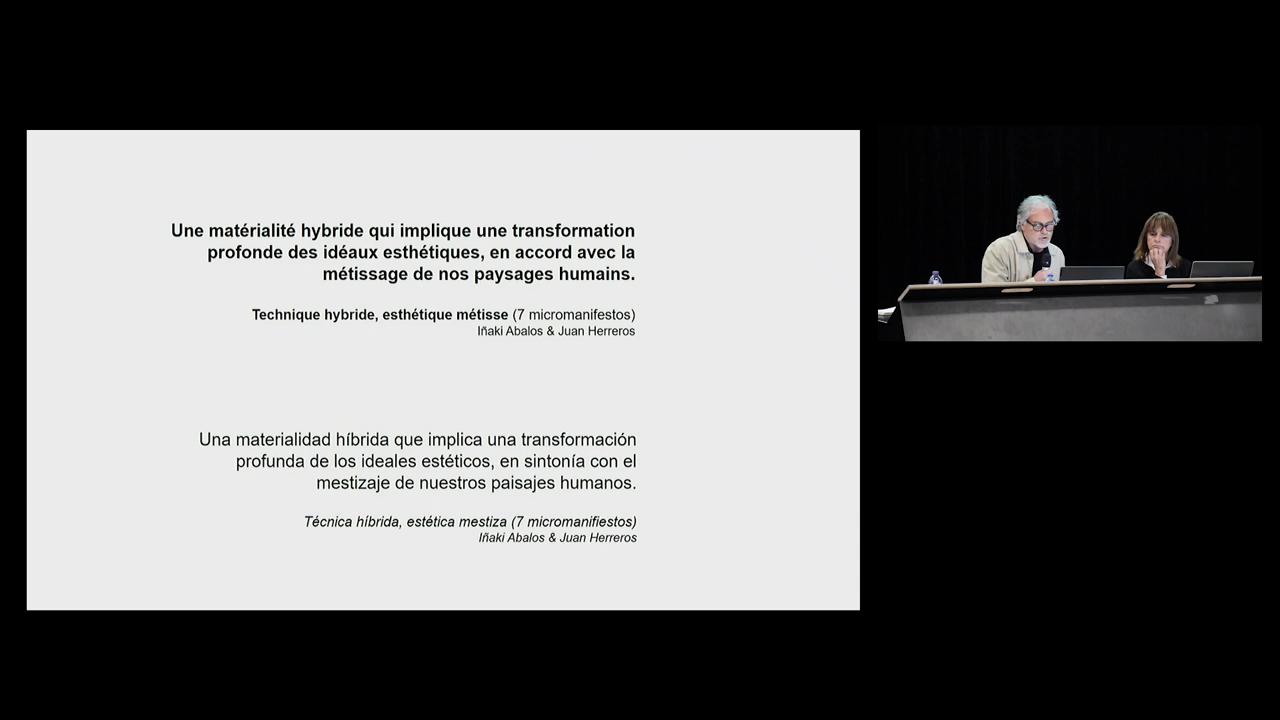 Une matérialité hybride qui implique une transformation
profonde des idéaux esthétiques, en accord avec la
métissage de nos paysages humains.
Technique hybride, esthétique métisse (7 micromanifestos)
Iñaki Abalos & Juan Herreros
Una materialidad híbrida que implica una transformación
profunda de los ideales estéticos, en sintonía con el
mestizaje de nuestros paisajes humanos.
Técnica híbrida, estética mestiza (7 micromanifiestos)
Iñaki Abalos & Juan Herreros